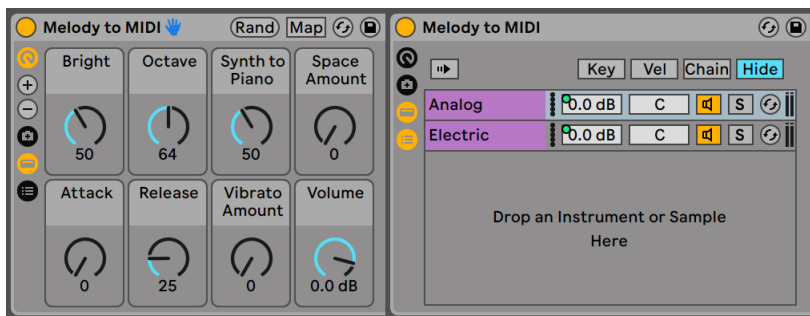 Melody to MIDI
Rand Map
Bright Octave Synth to Piano Space Amount
50 64 50 0
Attack Release Vibrato Amount Volume
0 25 0 0.0 dB
Melody to MIDI
Key Vel Chain Hide
Analog 0.0 dB C S
Electric 0.0 dB C S
Drop an Instrument or Sample
Here